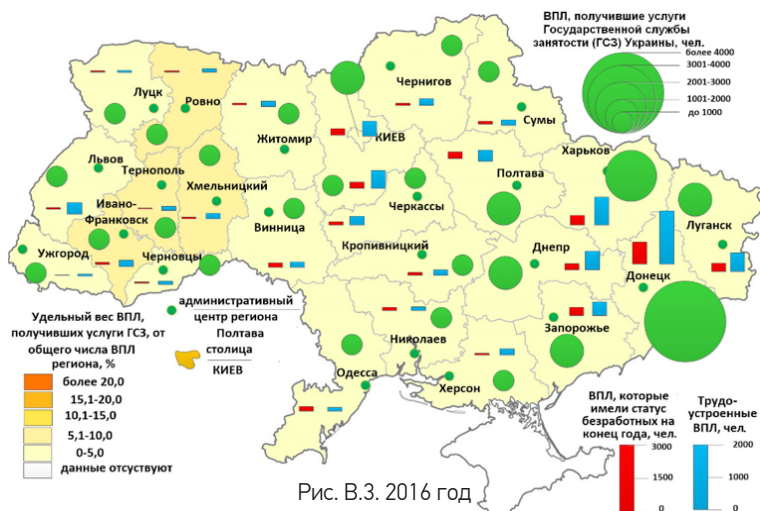 ВПЛ, получившие услуги
Государственной службы
занятости (ГСЗ) Украины, чел.
более 4000
3001-4000
2001-3000
1001-2000
до 1000
Луцк
Ровно
Житомир
КИЕВ
Чернигов
Сумы
Львов
Тернополь
Хмельницкий
Ивано-
Франковск
Ужгород
Черновцы
Винница
Черкассы
Полтава
Харьков
Луганск
Кропивницкий
Днепр
Донецк
Запорожье
Николаев
Одесса
Херсон
Удельный вес ВПЛ,
получивших услуги ГСЗ, от
общего числа ВПЛ
региона, %
более 20,0
15,1-20,0
10,1-15,0
5,1-10,0
0-5,0
данные отсуствуют
административный
центр региона
Полтава
столица
КИЕВ
ВПЛ, которые
имели статус
безработных на
конец года, чел.
3000
1500
0
Трудо-
устроенные
ВПЛ, чел.
2000
1000
0
Рис. В.3. 2016 год